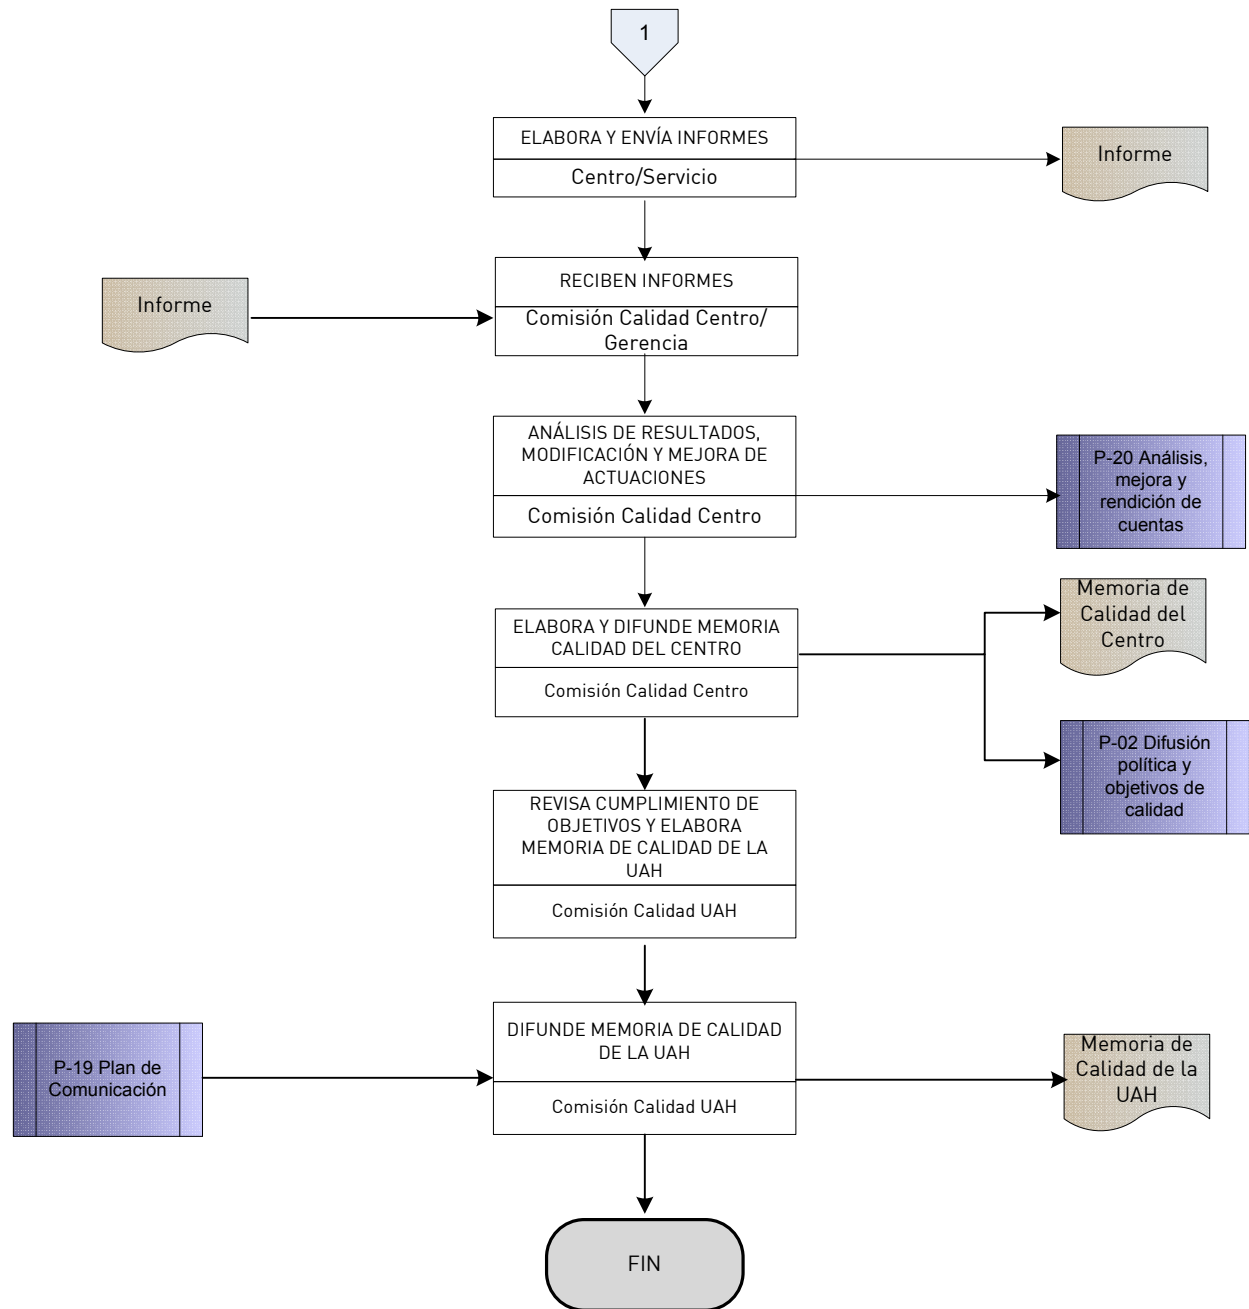 1
ELABORA Y ENVÍA INFORMES
Centro/Servicio
Informe
RECIBEN INFORMES
Comisión Calidad Centro/
Gerencia
Informe
ANÁLISIS DE RESULTADOS,
MODIFICACIÓN Y MEJORA DE
ACTUACIONES
Comisión Calidad Centro
P-20 Análisis,
mejora y
rendición de
cuentas
ELABORA Y DIFUNDE MEMORIA
CALIDAD DEL CENTRO
Comisión Calidad Centro
Memoria de
Calidad del
Centro
P-02 Difusión
política y
objetivos de
calidad
REVISA CUMPLIMIENTO DE
OBJETIVOS Y ELABORA
MEMORIA DE CALIDAD DE LA
UAH
Comisión Calidad UAH
P-19 Plan de
Comunicación
DIFUNDE MEMORIA DE CALIDAD
DE LA UAH
Comisión Calidad UAH
Memoria de
Calidad de la
UAH
FIN